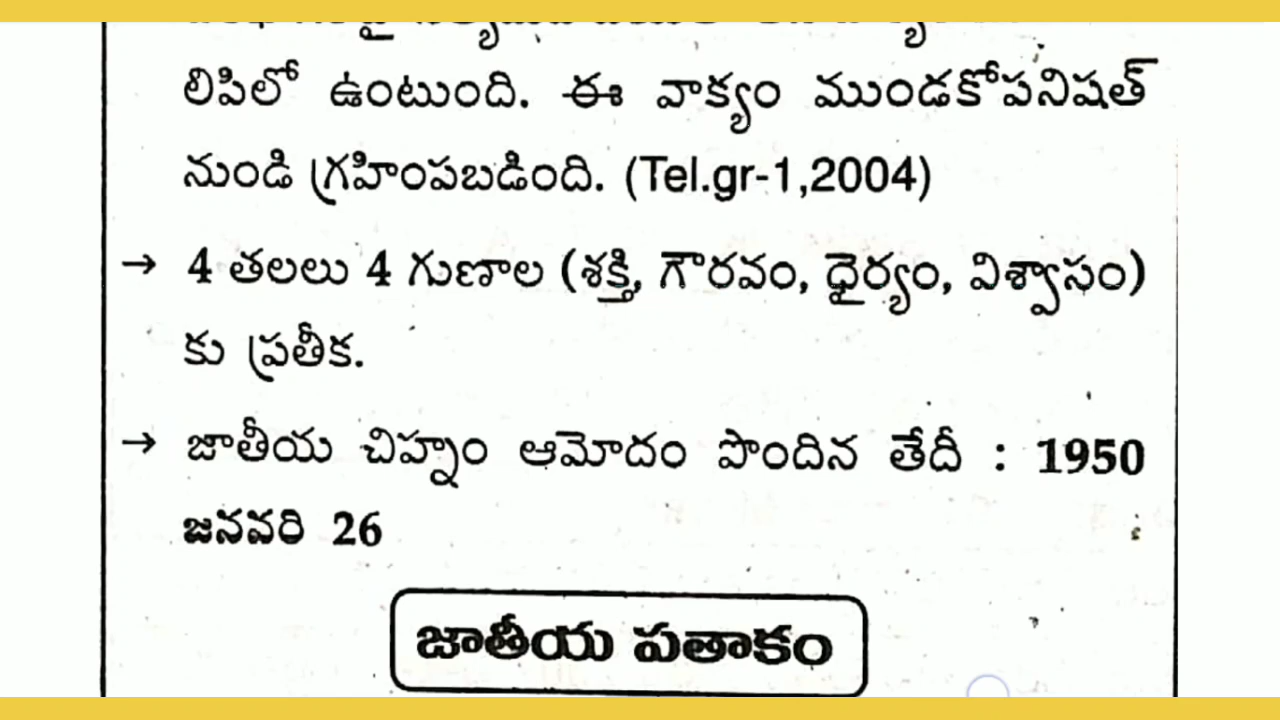 లిపిలో ఉంటుంది. ఈ వాక్యం ముండకోపనిషత్
నుండి గ్రహింపబడింది. (Tel.gr-1,2004)
→ 4 తలలు 4 గుణాల (శక్తి, గౌరవం, ధైర్యం, విశ్వాసం)
కు ప్రతీక.
→ జాతీయ చిహ్నం ఆమోదం పొందిన తేదీ : 1950
జనవరి 26
జాతీయ పతాకం